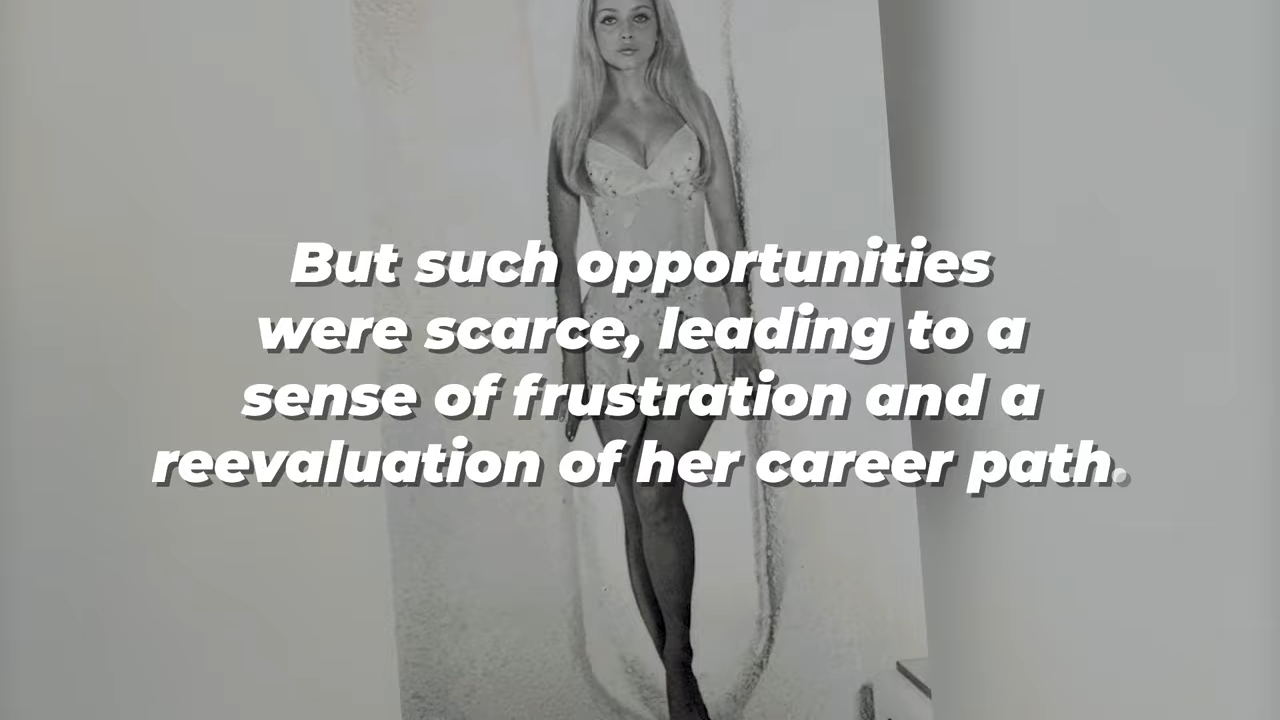 But such opportunities
were scarce, leading to a
sense of frustration and a
reevaluation of her career path.